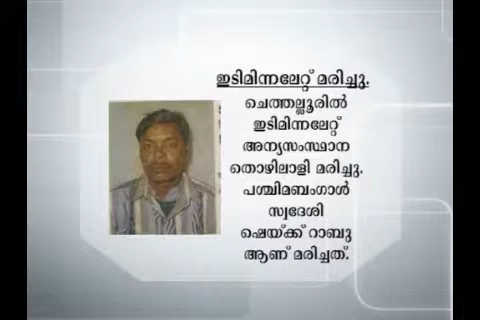 ഇടിമിന്നലേറ്റ് മരിച്ചു.
ചെത്തല്ലൂരിൽ
ഇടിമിന്നലേറ്റ്
അന്യസംസ്ഥാന
തൊഴിലാളി മരിച്ചു.
പശ്ചിമബംഗാൾ
സ്വദേശി
ഷെയ്ക്ക് റാബു
ആണ് മരിച്ചത്.